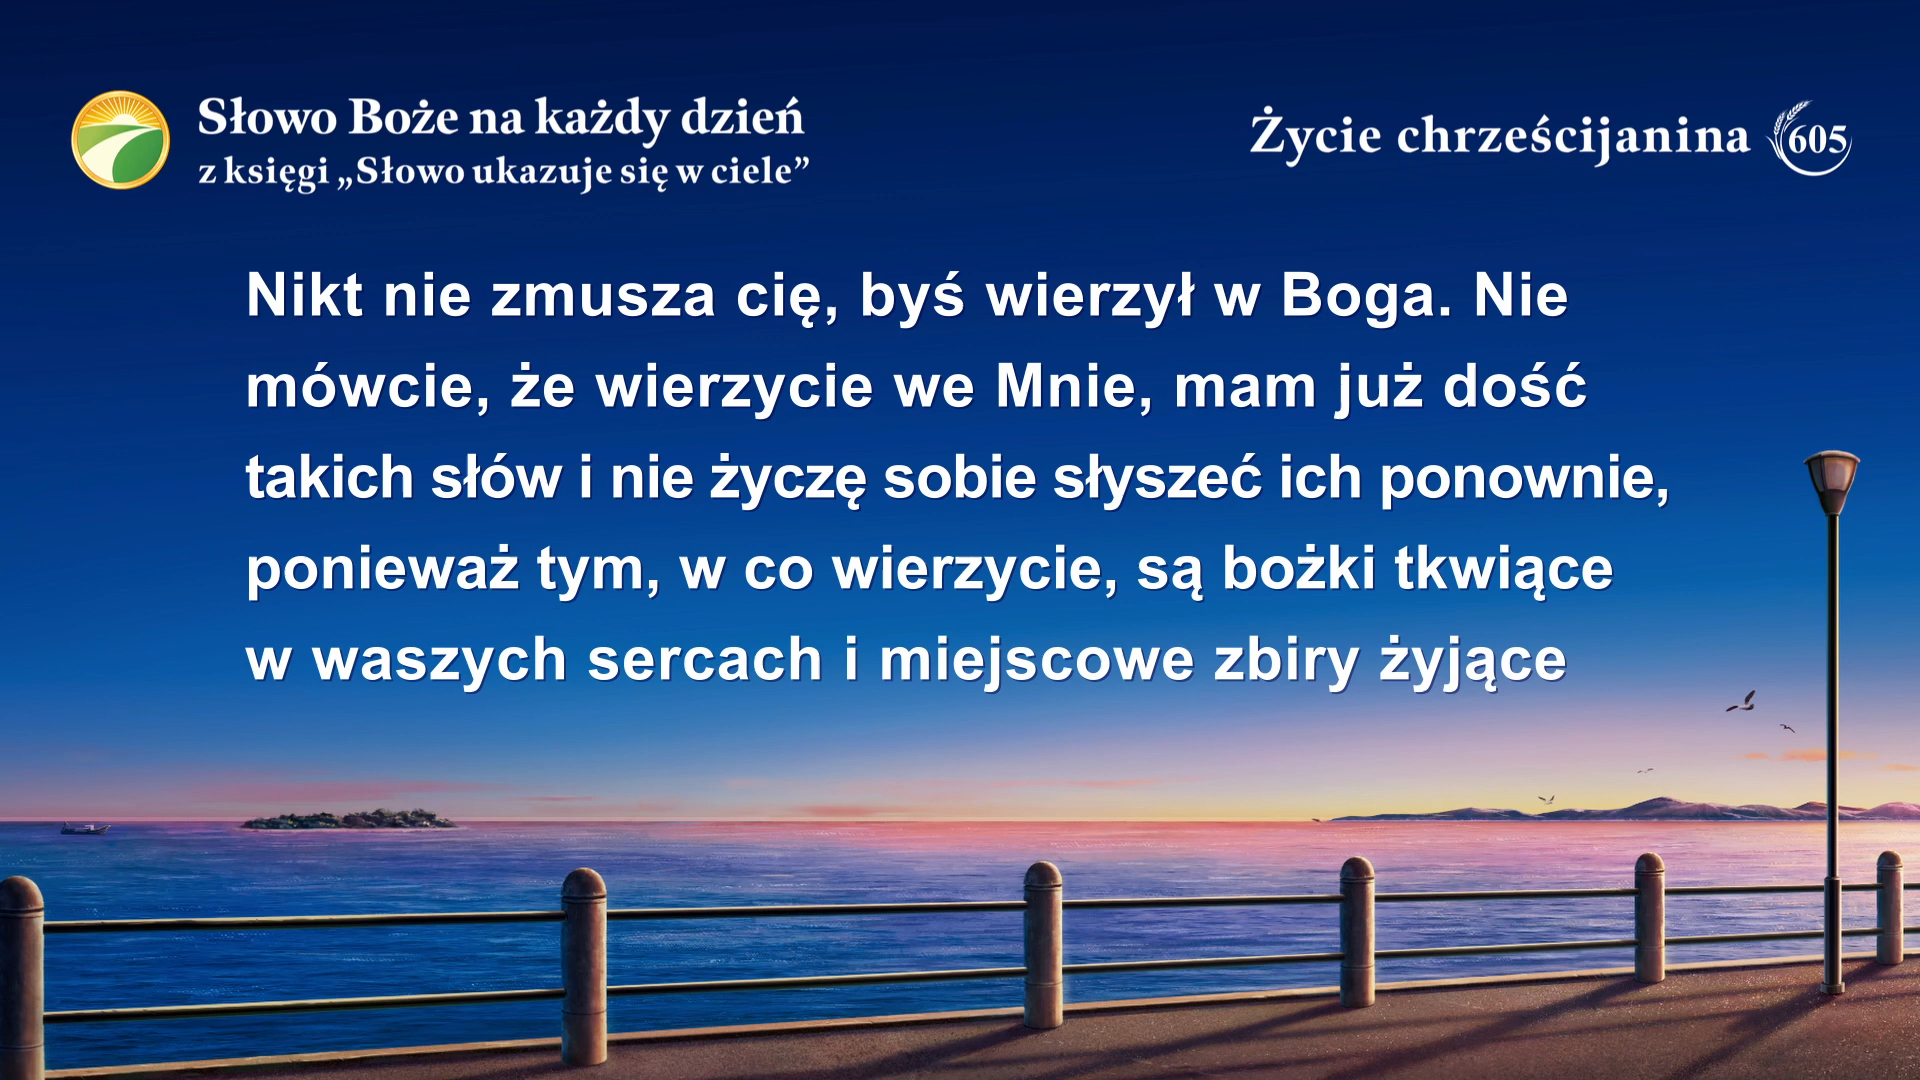 Słowo Boże na każdy dzień
z księgi „Słowo ukazuje się w ciele”
Życie chrześcijanina 605
Nikt nie zmusza cię, byś wierzył w Boga. Nie
mówcie, że wierzycie we Mnie, mam już dość
takich słów i nie życzę sobie słyszeć ich ponownie,
ponieważ tym, w co wierzycie, są bożki tkwiące
w waszych sercach i miejscowe zbiry żyjące